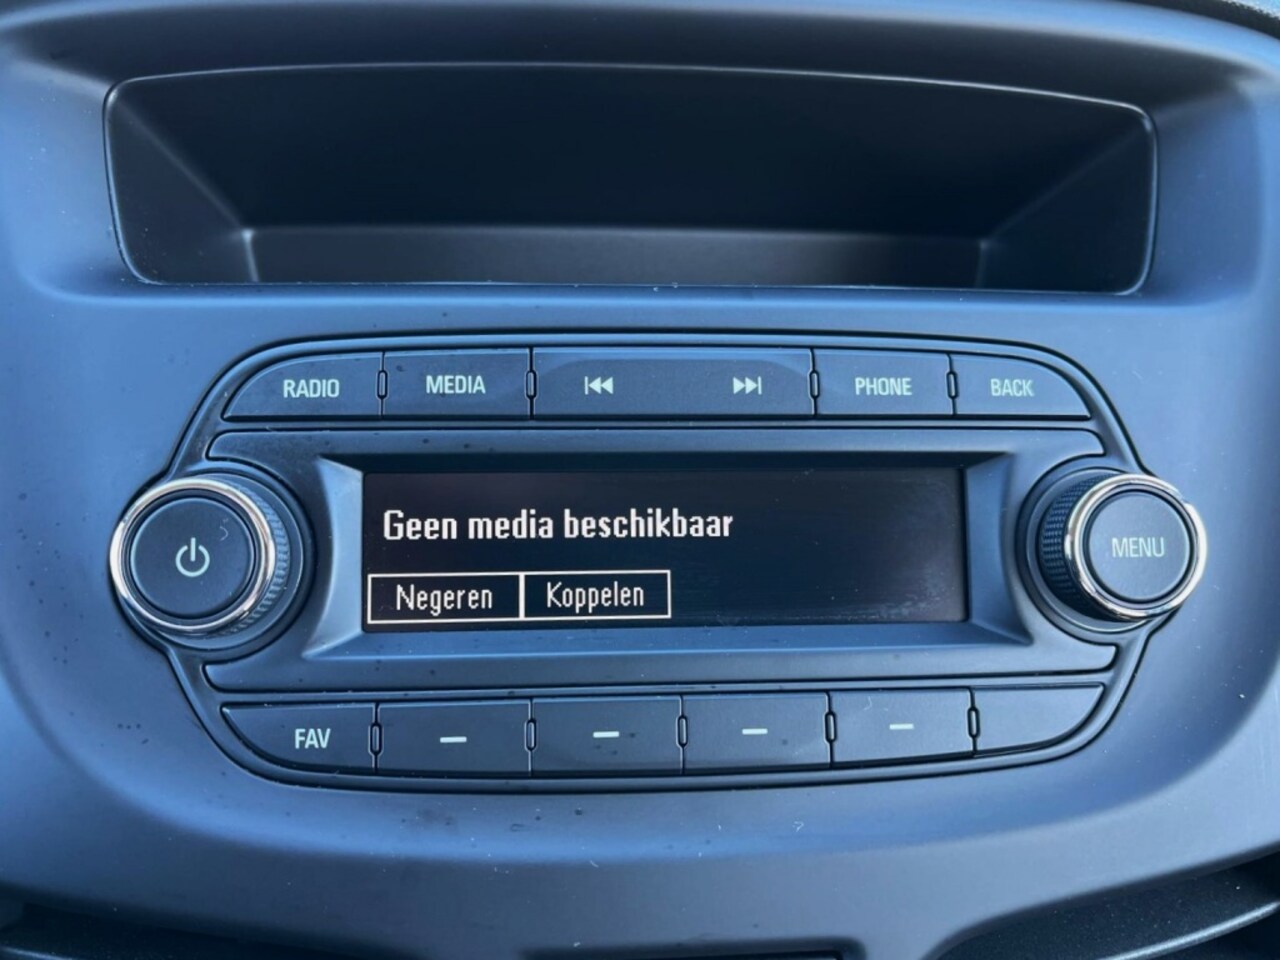 RADIO MEDIA PHONE BACK
Geen media beschikbaar
Negeren Koppelen
MENU
FAV